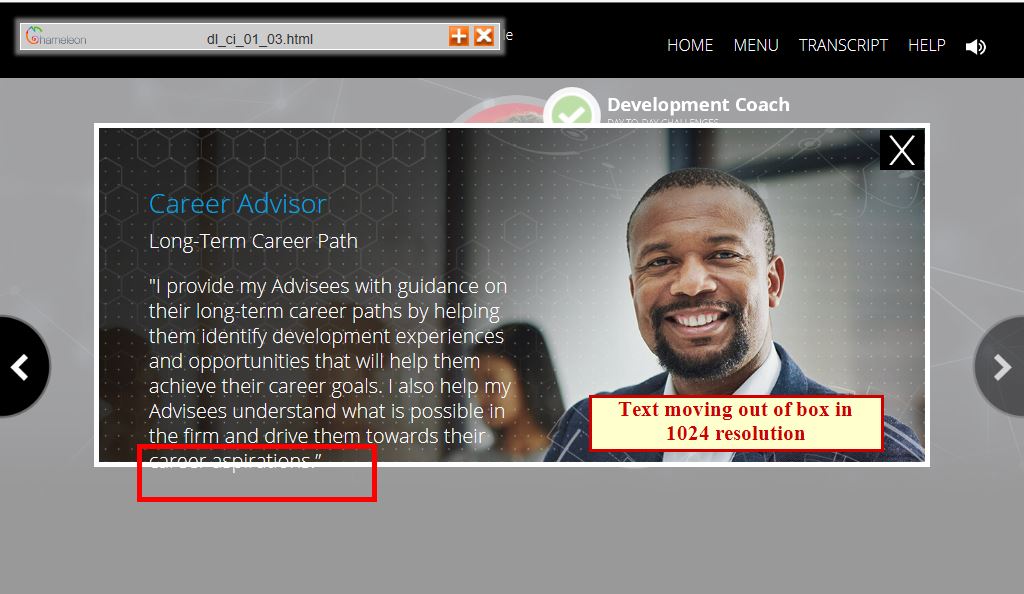 Chameleon
dl_ci_01_03.html
e
HOME MENU TRANSCRIPT HELP
Development Coach
DAY-TO-DAY CHALLENGES
X
Career Advisor
Long-Term Career Path
"I provide my Advisees with guidance on
their long-term career paths by helping
them identify development experiences
and opportunities that will help them
achieve their career goals. I also help my
Advisees understand what is possible in
the firm and drive them towards their
career aspirations.”
Text moving out of box in
1024 resolution